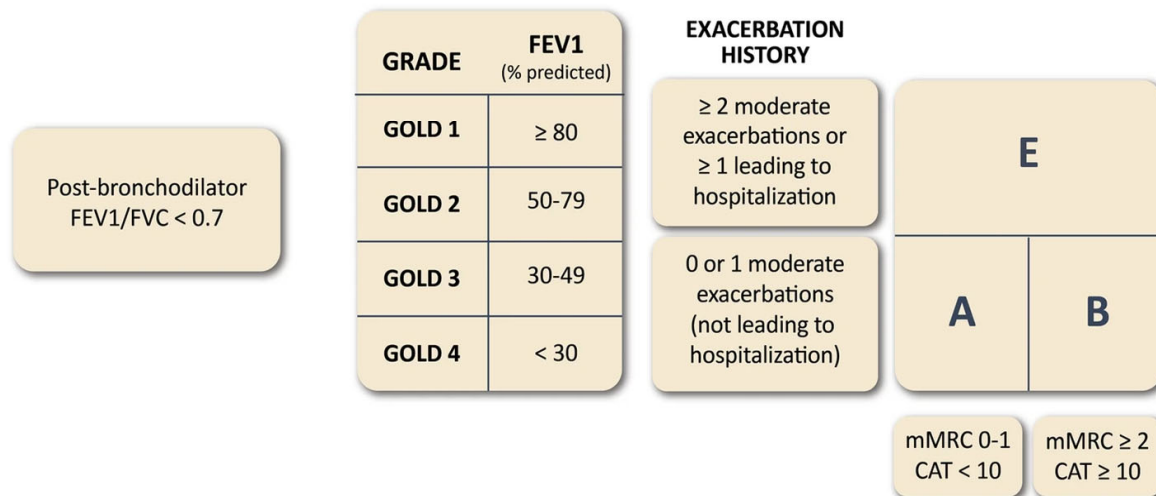 Post-bronchodilator
FEV1/FVC < 0.7
GRADE
FEV1
(% predicted)
GOLD 1
≥ 80
GOLD 2
50-79
GOLD 3
30-49
GOLD 4
< 30
EXACERBATION
HISTORY
≥ 2 moderate
exacerbations or
≥ 1 leading to
hospitalization
0 or 1 moderate
exacerbations
(not leading to
hospitalization)
E
A
B
mMRC 0-1
CAT < 10
mMRC ≥ 2
CAT ≥ 10